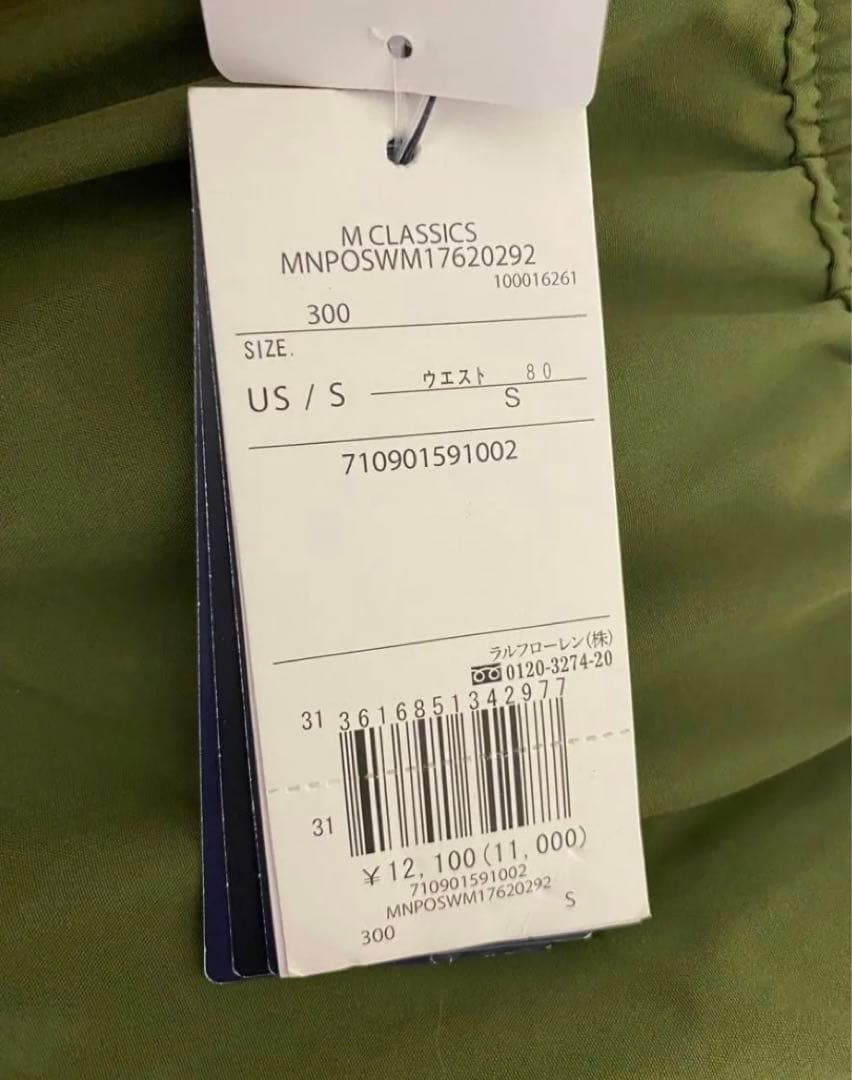 M CLASSICS
MNPOSWM17620292
100016261
300
SIZE.
US / S
ウエスト 80
S
710901591002
ラルフローレン(株)
0120-3274-20
31 3616851342977
31
¥12,100(11,000)
710901591002
MNPOSWM17620292
300 S